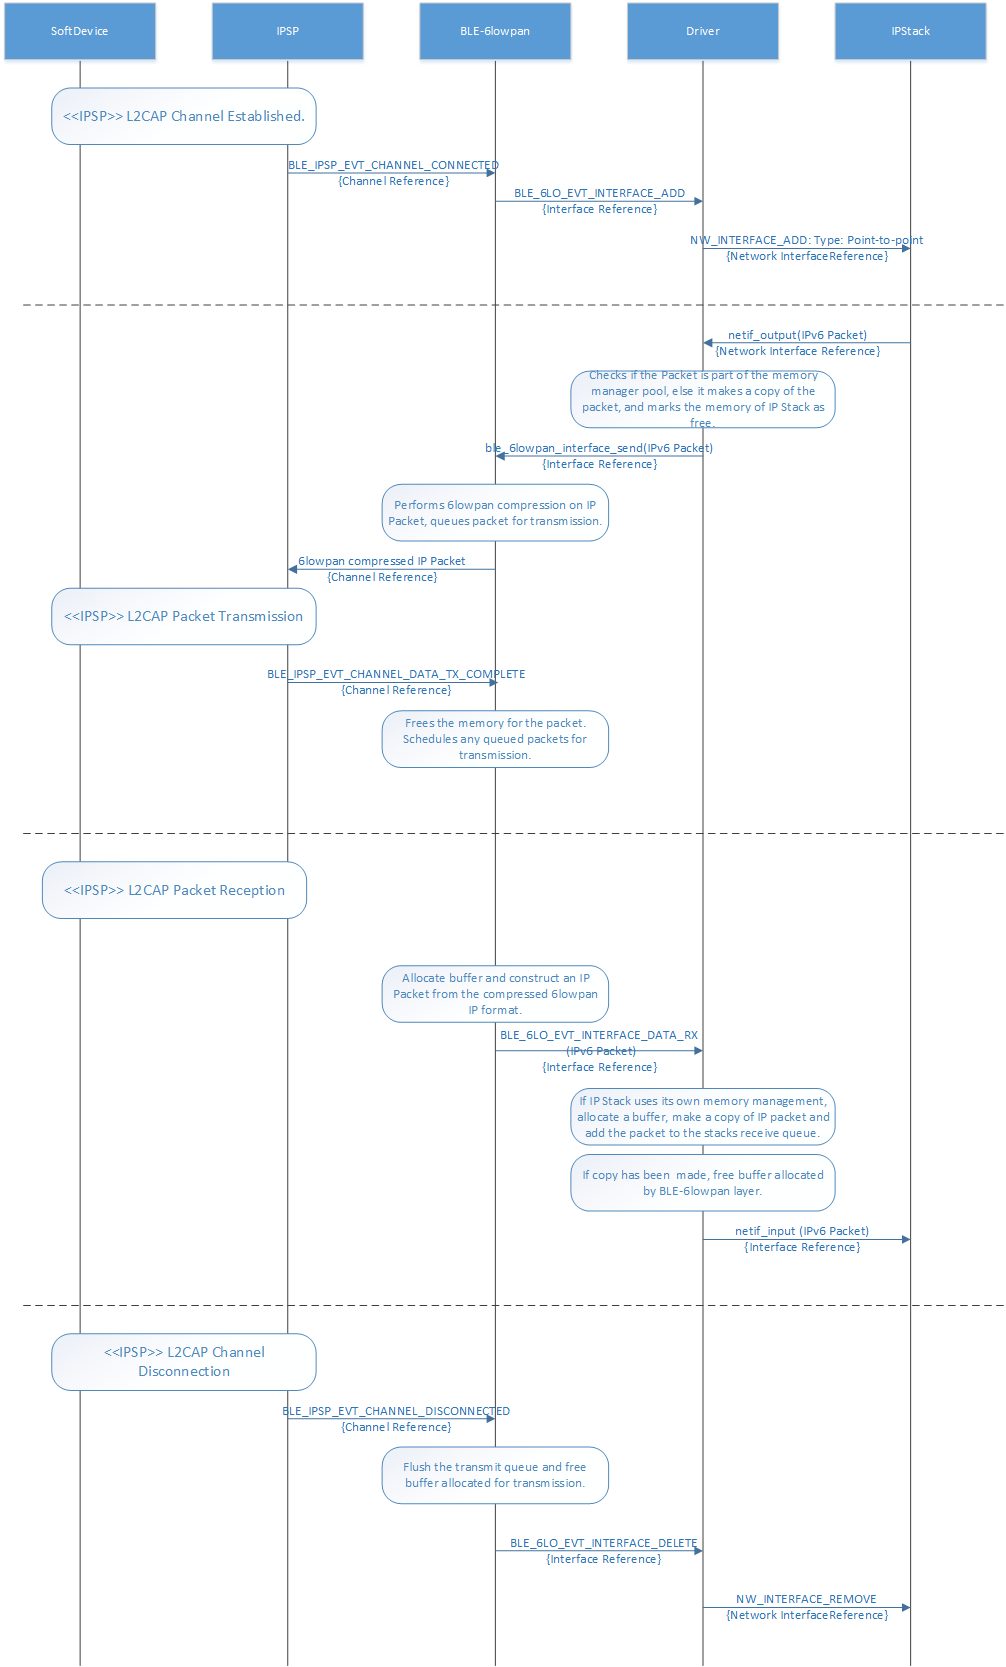 SoftDevice
IPSP
BLE-6lowpan
Driver
IPStack
<<IPSP>> L2CAP Channel Established.
BLE_IPSP_EVT_CHANNEL_CONNECTED
{Channel Reference}
BLE_6LO_EVT_INTERFACE_ADD
{Interface Reference}
NW_INTERFACE_ADD: Type: Point-to-point
{Network InterfaceReference}
netif_output(IPv6 Packet)
{Network Interface Reference}
Checks if the Packet is part of the memory
manager pool, else it makes a copy of the
packet, and marks the memory of IP Stack as
free.
ble_6lowpan_interface_send(IPv6 Packet)
{Interface Reference}
Performs 6lowpan compression on IP
Packet, queues packet for transmission.
6lowpan compressed IP Packet
{Channel Reference}
<<IPSP>> L2CAP Packet Transmission
BLE_IPSP_EVT_CHANNEL_DATA_TX_COMPLETE
{Channel Reference}
Frees the memory for the packet.
Schedules any queued packets for
transmission.
<<IPSP>> L2CAP Packet Reception
Allocate buffer and construct an IP
Packet from the compressed 6lowpan
IP format.
BLE_6LO_EVT_INTERFACE_DATA_RX
(IPv6 Packet)
{Interface Reference}
If IP Stack uses its own memory management,
allocate a buffer, make a copy of IP packet and
add the packet to the stacks receive queue.
If copy has been  made, free buffer allocated
by BLE-6lowpan layer.
netif_input (IPv6 Packet)
{Interface Reference}
<<IPSP>> L2CAP Channel
Disconnection
BLE_IPSP_EVT_CHANNEL_DISCONNECTED
{Channel Reference}
Flush the transmit queue and free
buffer allocated for transmission.
BLE_6LO_EVT_INTERFACE_DELETE
{Interface Reference}
NW_INTERFACE_REMOVE
{Network InterfaceReference}